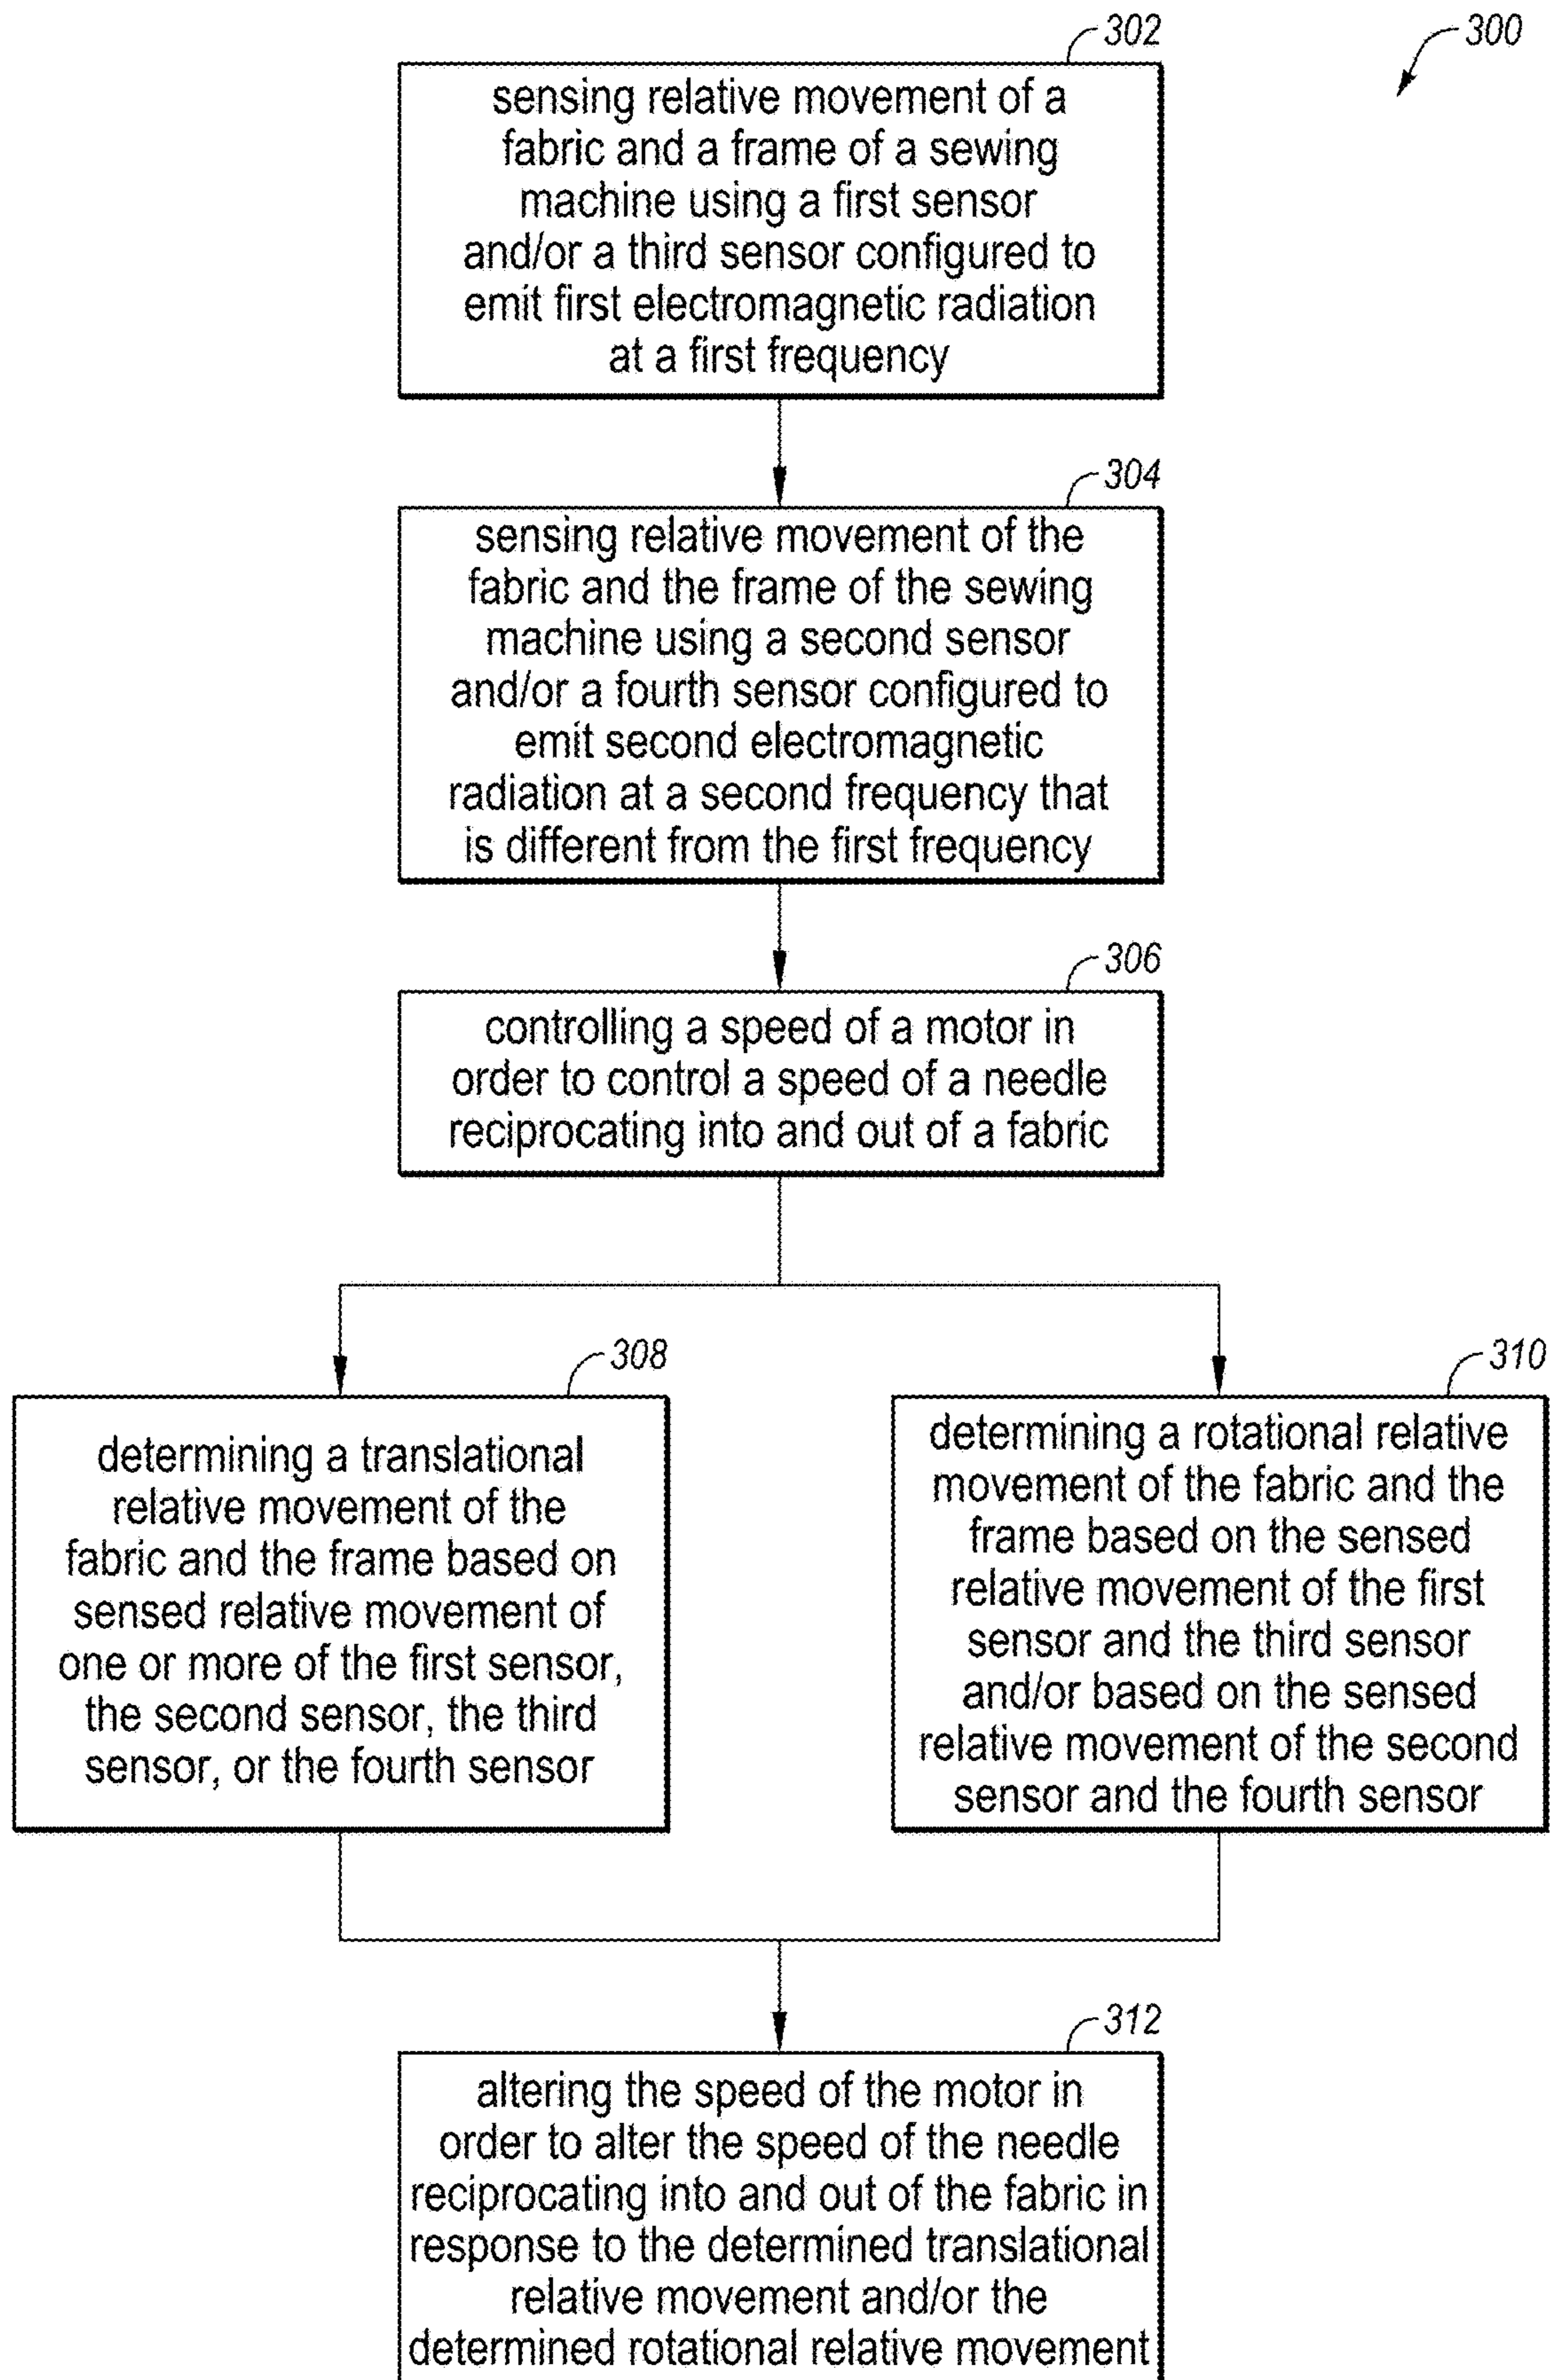 302
300
sensing relative movement of a
fabric and a frame of a sewing
machine using a first sensor
and/or a third sensor configured to
emit first electromagnetic radiation
at a first frequency
304
sensing relative movement of the
fabric and the frame of the sewing
machine using a second sensor
and/or a fourth sensor configured to
emit second electromagnetic
radiation at a second frequency that
is different from the first frequency
306
controlling a speed of a motor in
order to control a speed of a needle
reciprocating into and out of a fabric
308
determining a translational
relative movement of the
fabric and the frame based on
sensed relative movement of
one or more of the first sensor,
the second sensor, the third
sensor, or the fourth sensor
310
determining a rotational relative
movement of the fabric and the
frame based on the sensed
relative movement of the first
sensor and the third sensor
and/or based on the sensed
relative movement of the second
sensor and the fourth sensor
312
altering the speed of the motor in
order to alter the speed of the needle
reciprocating into and out of the fabric in
response to the determined translational
relative movement and/or the
determined rotational relative movement